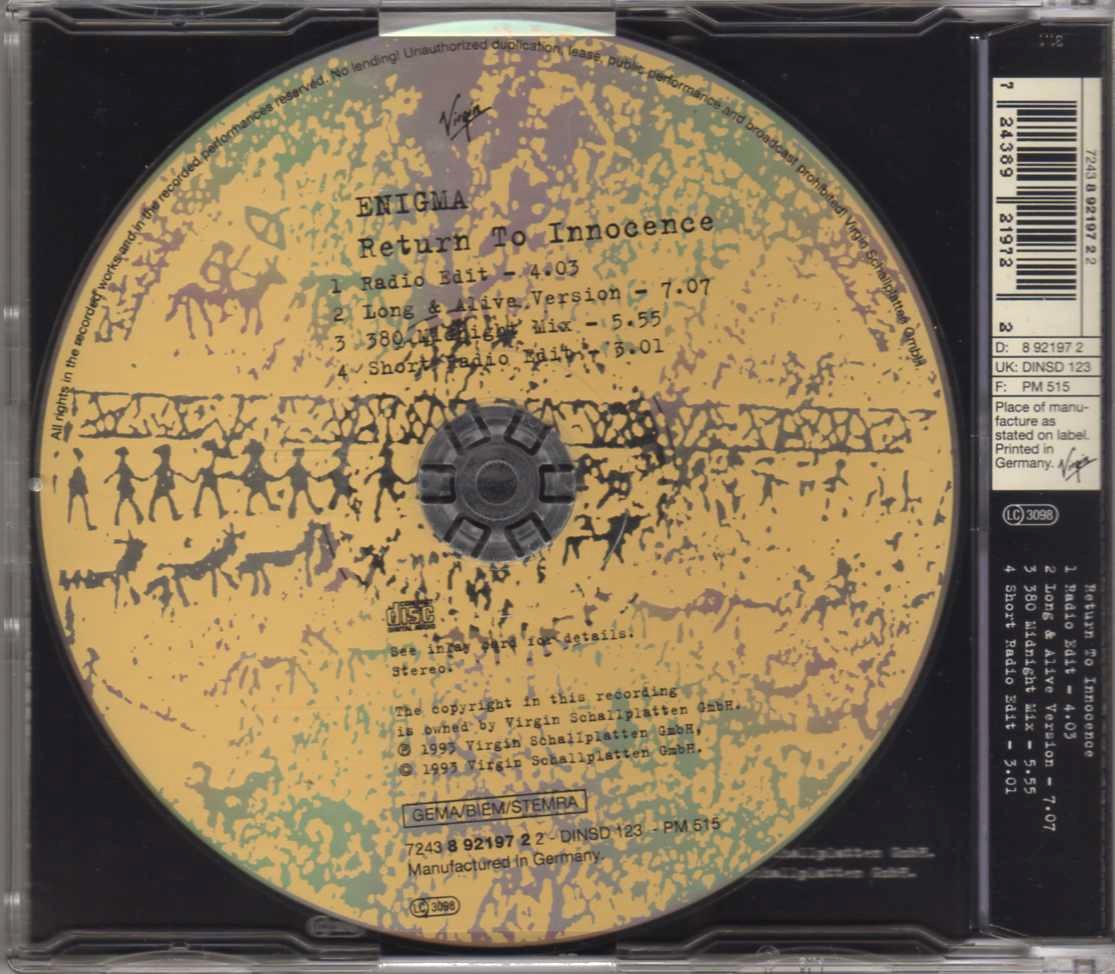 All rights in the recorded works and in the recorded performances reserved. No lending! Unauthorized duplication, lease, public performance and broadcast prohibited! Virgin Schallplatten GmbH.
Virgin
ENIGMA
Return To Innocence
1 Radio Edit - 4.03
2 Long & Alive Version - 7.07
3 380 Midnight Mix - 5.55
4 Short Radio Edit - 3.01
disc
DIGITAL AUDIO
See inlay card for details.
Stereo.
The copyright in this recording
is owned by Virgin Schallplatten GmbH.
℗ 1993 Virgin Schallplatten GmbH,
© 1993 Virgin Schallplatten GmbH.
GEMA/BIEM/STEMRA
7243 8 92197 2 2 - DINSD 123 - PM 515
Manufactured in Germany.
LC 3098
7 24389 21972 2
7243 8 92197 2 2
D: 8 92197 2
UK: DINSD 123
F: PM 515
Place of manu-
facture as
stated on label.
Printed in
Germany. Virgin
LC 3098
Return To Innocence
1 Radio Edit - 4.03
2 Long & Alive Version - 7.07
3 380 Midnight Mix - 5.55
4 Short Radio Edit - 3.01
challplatten GmbH.
challplatten GmbH.